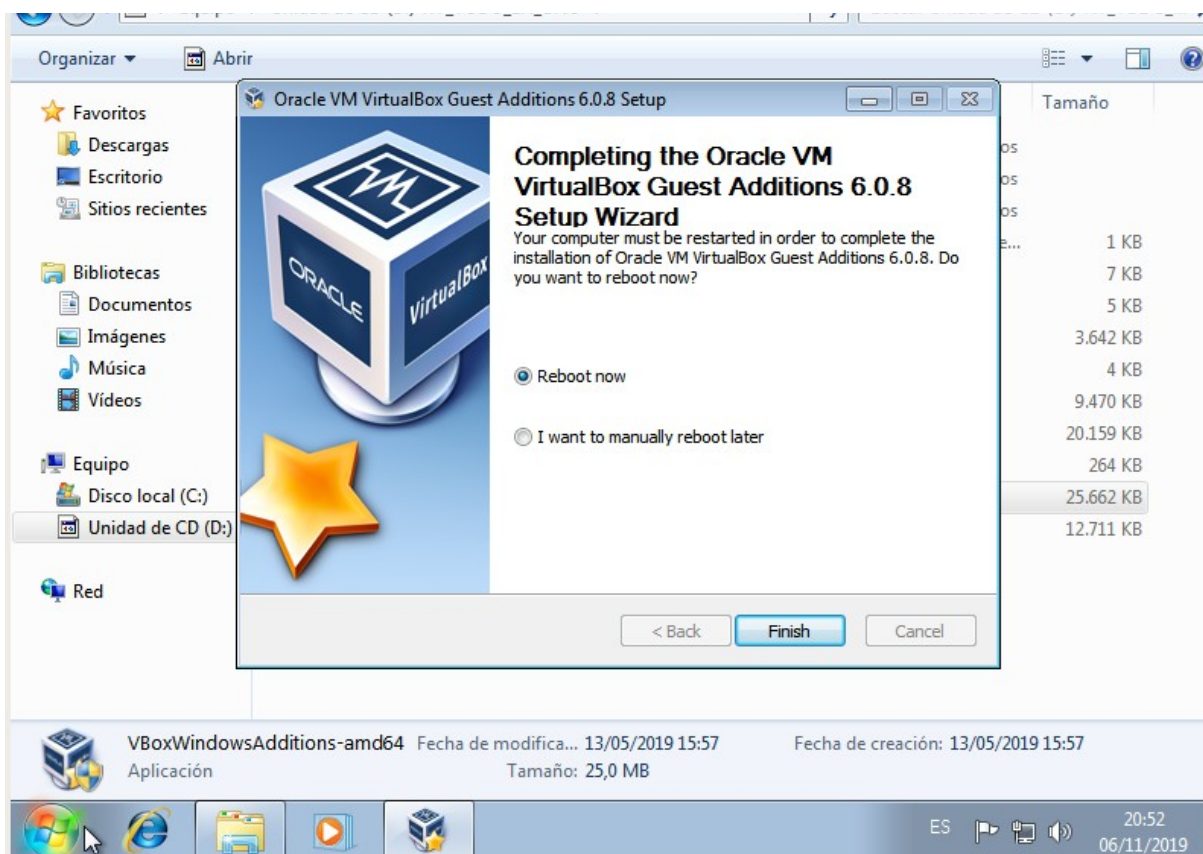 Organizar
Abrir
Oracle VM VirtualBox Guest Additions 6.0.8 Setup
Tamaño
Favoritos
Descargas
Escritorio
Sitios recientes
Bibliotecas
Documentos
Imágenes
Música
Vídeos
Equipo
Disco local (C:)
Unidad de CD (D:)
Red
ORACLE
VirtualBox
Completing the Oracle VM
VirtualBox Guest Additions 6.0.8
Setup Wizard
Your computer must be restarted in order to complete the
installation of Oracle VM VirtualBox Guest Additions 6.0.8. Do
you want to reboot now?
Reboot now
I want to manually reboot later
< Back
Finish
Cancel
os
os
os
e...
1 KB
7 KB
5 KB
3.642 KB
4 KB
9.470 KB
20.159 KB
264 KB
25.662 KB
12.711 KB
VBoxWindowsAdditions-amd64 Fecha de modifica... 13/05/2019 15:57 Fecha de creación: 13/05/2019 15:57
Aplicación Tamaño: 25,0 MB
ES
20:52
06/11/2019